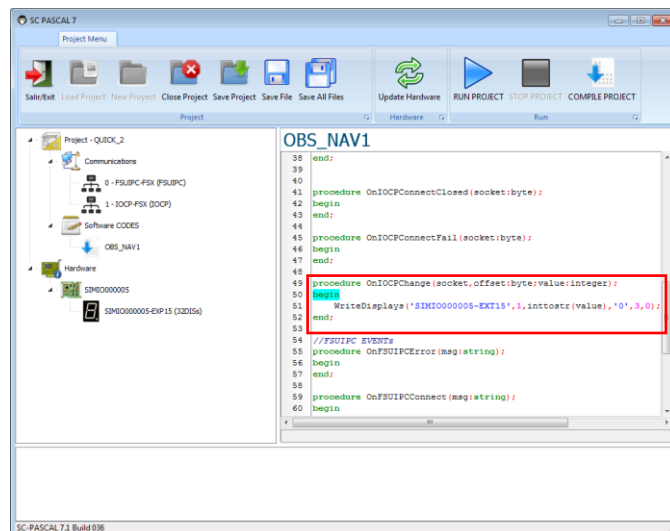 SC PASCAL 7
Project Menu
Salir/Exit Load Project New Proyect Close Project Save Project Save File Save All Files Update Hardware RUN PROJECT STOP PROJECT COMPILE PROJECT
Project Hardware Run
Project - QUICK_2
Communications
0 - FSUIPC-FSX (FSUIPC)
1 - IOCP-FSX (IOCP)
Software CODES
OBS_NAV1
Hardware
SIMIO000005
SIMIO000005-EXP15 (32DISs)
OBS_NAV1
38 end;
39
40
41 procedure OnIOCPConnectClosed(socket:byte);
42 begin
43 end;
44
45 procedure OnIOCPConnectFail(socket:byte);
46 begin
47 end;
48
49 procedure OnIOCPChange(socket,offset:byte;value:integer);
50 begin
51 WriteDisplays('SIMIO000005-EXT15',1,inttostr(value),'0',3,0);
52 end;
53
54 //FSUIPC EVENTs
55 procedure OnFSUIPCError(msg:string);
56 begin
57 end;
58
59 procedure OnFSUIPCConnect(msg:string);
60 begin
SC-PASCAL 7.1 Build 036